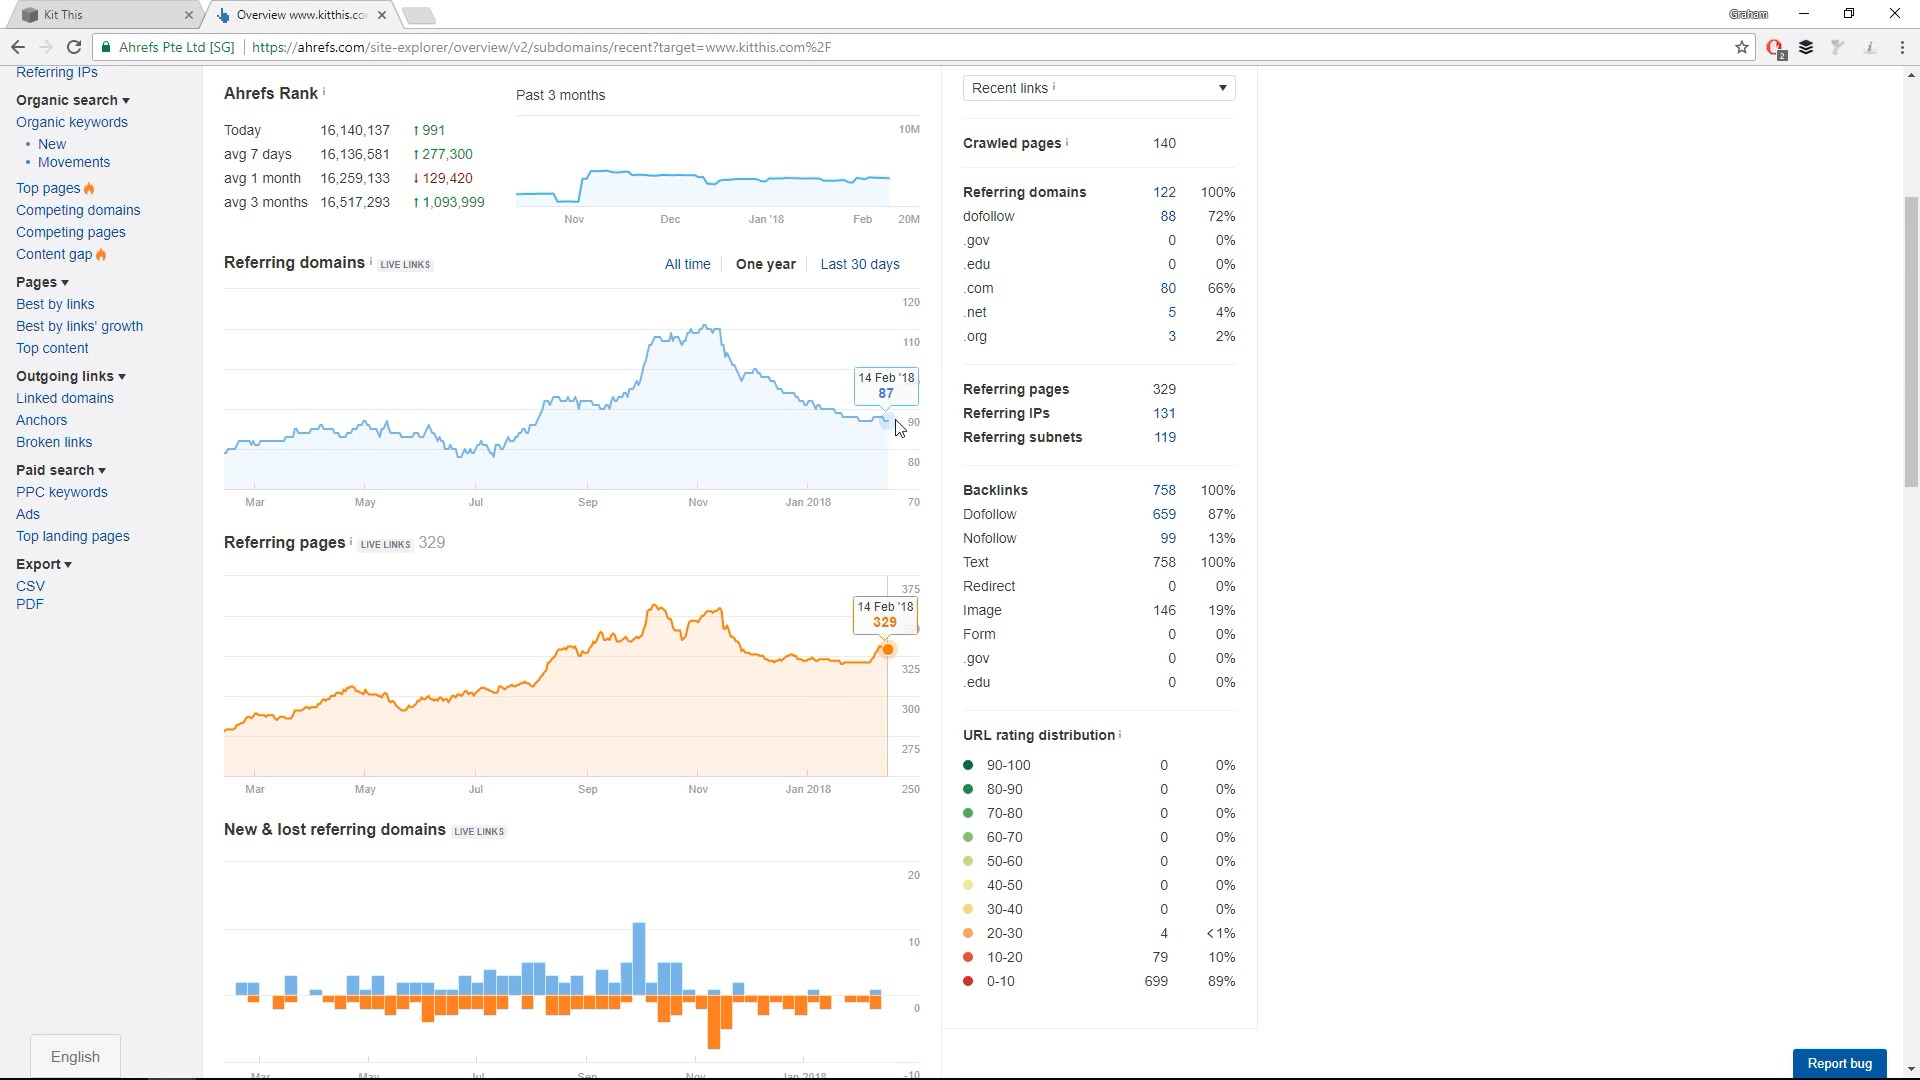 Kit This
Overview www.kitthis.co
Graham
Ahrefs Pte Ltd [SG]
https://ahrefs.com/site-explorer/overview/v2/subdomains/recent?target=www.kitthis.com%2F
2
Referring IPs
Organic search
Organic keywords
New
Movements
Top pages
Competing domains
Competing pages
Content gap
Pages
Best by links
Best by links' growth
Top content
Outgoing links
Linked domains
Anchors
Broken links
Paid search
PPC keywords
Ads
Top landing pages
Export
CSV
PDF
English
Ahrefs Rank i
Today 16,140,137 ↑991
avg 7 days 16,136,581 ↑277,300
avg 1 month 16,259,133 ↓129,420
avg 3 months 16,517,293 ↑1,093,999
Past 3 months
10M
Nov Dec Jan '18 Feb 20M
Referring domains i LIVE LINKS
All time One year Last 30 days
120
110
14 Feb '18
87
90
80
Mar May Jul Sep Nov Jan 2018 70
Referring pages i LIVE LINKS 329
375
14 Feb '18
329
325
300
275
Mar May Jul Sep Nov Jan 2018 250
New & lost referring domains LIVE LINKS
20
10
0
Mar May Jul Sep Nov Jan 2018 -10
Recent links i
Crawled pages i 140
Referring domains 122 100%
dofollow 88 72%
.gov 0 0%
.edu 0 0%
.com 80 66%
.net 5 4%
.org 3 2%
Referring pages 329
Referring IPs 131
Referring subnets 119
Backlinks 758 100%
Dofollow 659 87%
Nofollow 99 13%
Text 758 100%
Redirect 0 0%
Image 146 19%
Form 0 0%
.gov 0 0%
.edu 0 0%
URL rating distribution i
90-100 0 0%
80-90 0 0%
70-80 0 0%
60-70 0 0%
50-60 0 0%
40-50 0 0%
30-40 0 0%
20-30 4 <1%
10-20 79 10%
0-10 699 89%
Report bug